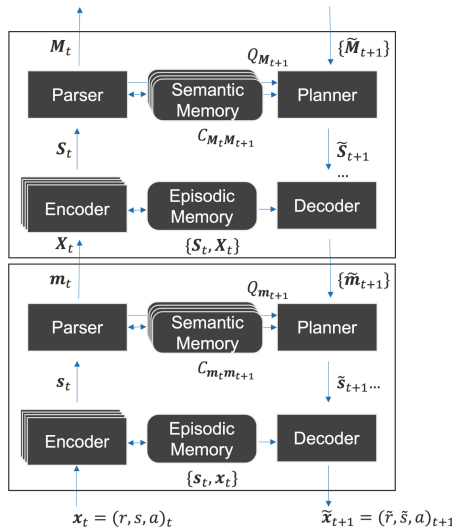 M_t
{M̃_{t+1}}
Q_{M_{t+1}}
Parser
Semantic
Memory
Planner
C_{M_t M_{t+1}}
S_t
S̃_{t+1}
...
Encoder
Episodic
Memory
Decoder
X_t
{S_t, X_t}
m_t
{m̃_{t+1}}
Q_{m_{t+1}}
Parser
Semantic
Memory
Planner
C_{m_t m_{t+1}}
s_t
s̃_{t+1}...
Encoder
Episodic
Memory
Decoder
{s_t, x_t}
x_t = (r, s, a)_t
x̃_{t+1} = (r̃, s̃, a)_{t+1}